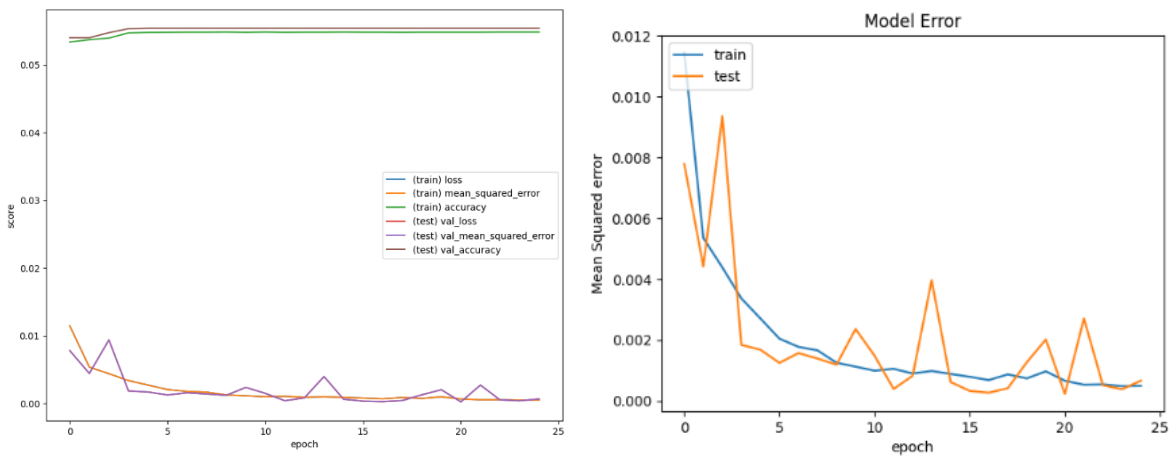 score
0.05
0.04
0.03
0.02
0.01
0.00
(train) loss
(train) mean_squared_error
(train) accuracy
(test) val_loss
(test) val_mean_squared_error
(test) val_accuracy
0 5 10 15 20 25
epoch
Model Error
Mean Squared error
0.012
0.010
0.008
0.006
0.004
0.002
0.000
train
test
0 5 10 15 20 25
epoch